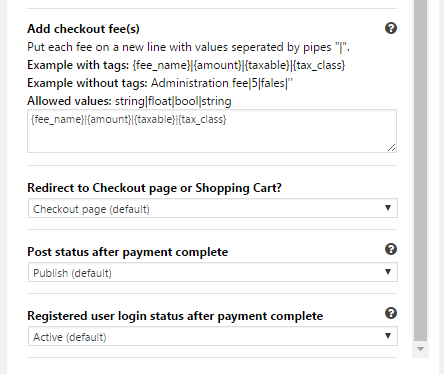 Add checkout fee(s)
Put each fee on a new line with values seperated by pipes "|".
Example with tags: {fee_name}|{amount}|{taxable}|{tax_class}
Example without tags: Administration fee|5|fales|''
Allowed values: string|float|bool|string
{fee_name}|{amount}|{taxable}|{tax_class}
Redirect to Checkout page or Shopping Cart?
Checkout page (default)
Post status after payment complete
Publish (default)
Registered user login status after payment complete
Active (default)